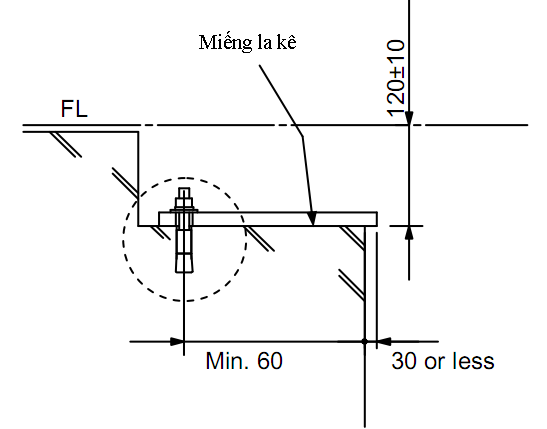 Miếng la kê
FL
120±10
Min. 60
30 or less